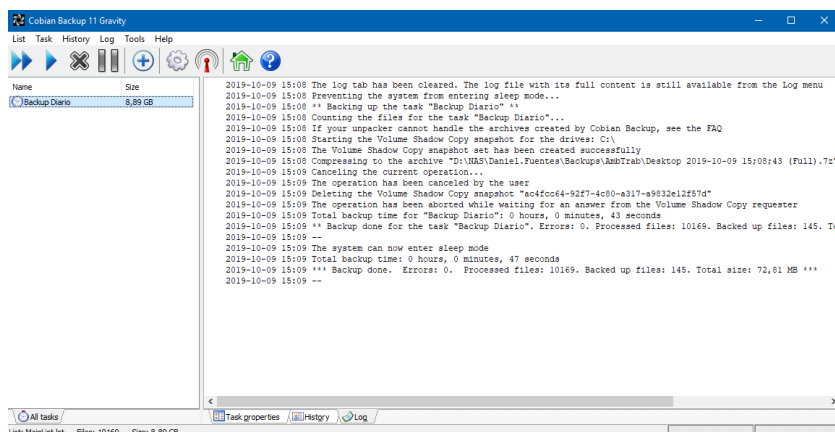 Cobian Backup 11 Gravity
List Task History Log Tools Help
Name Size
Backup Diario 8,89 GB
2019-10-09 15:08 The log tab has been cleared. The log file with its full content is still available from the Log menu
2019-10-09 15:08 Preventing the system from entering sleep mode...
2019-10-09 15:08 ** Backing up the task "Backup Diario" **
2019-10-09 15:08 Counting the files for the task "Backup Diario"...
2019-10-09 15:08 If your unpacker cannot handle the archives created by Cobian Backup, see the FAQ
2019-10-09 15:08 Starting the Volume Shadow Copy snapshot for the drives: C:\
2019-10-09 15:08 The Volume Shadow Copy snapshot set has been created successfully
2019-10-09 15:08 Compressing to the archive "D:\NAS\Daniel.Fuentes\Backups\AmbTrab\Desktop 2019-10-09 15;08;43 (Full).7z"
2019-10-09 15:09 Canceling the current operation...
2019-10-09 15:09 The operation has been canceled by the user
2019-10-09 15:09 Deleting the Volume Shadow Copy snapshot "ac4fcc64-92f7-4c80-a317-a9832e12f57d"
2019-10-09 15:09 The operation has been aborted while waiting for an answer from the Volume Shadow Copy requester
2019-10-09 15:09 Total backup time for "Backup Diario": 0 hours, 0 minutes, 43 seconds
2019-10-09 15:09 ** Backup done for the task "Backup Diario". Errors: 0. Processed files: 10169. Backed up files: 145.
2019-10-09 15:09 --
2019-10-09 15:09 The system can now enter sleep mode
2019-10-09 15:09 Total backup time: 0 hours, 0 minutes, 47 seconds
2019-10-09 15:09 *** Backup done. Errors: 0. Processed files: 10169. Backed up files: 145. Total size: 72,81 MB ***
2019-10-09 15:09 --
All tasks
Task properties History Log